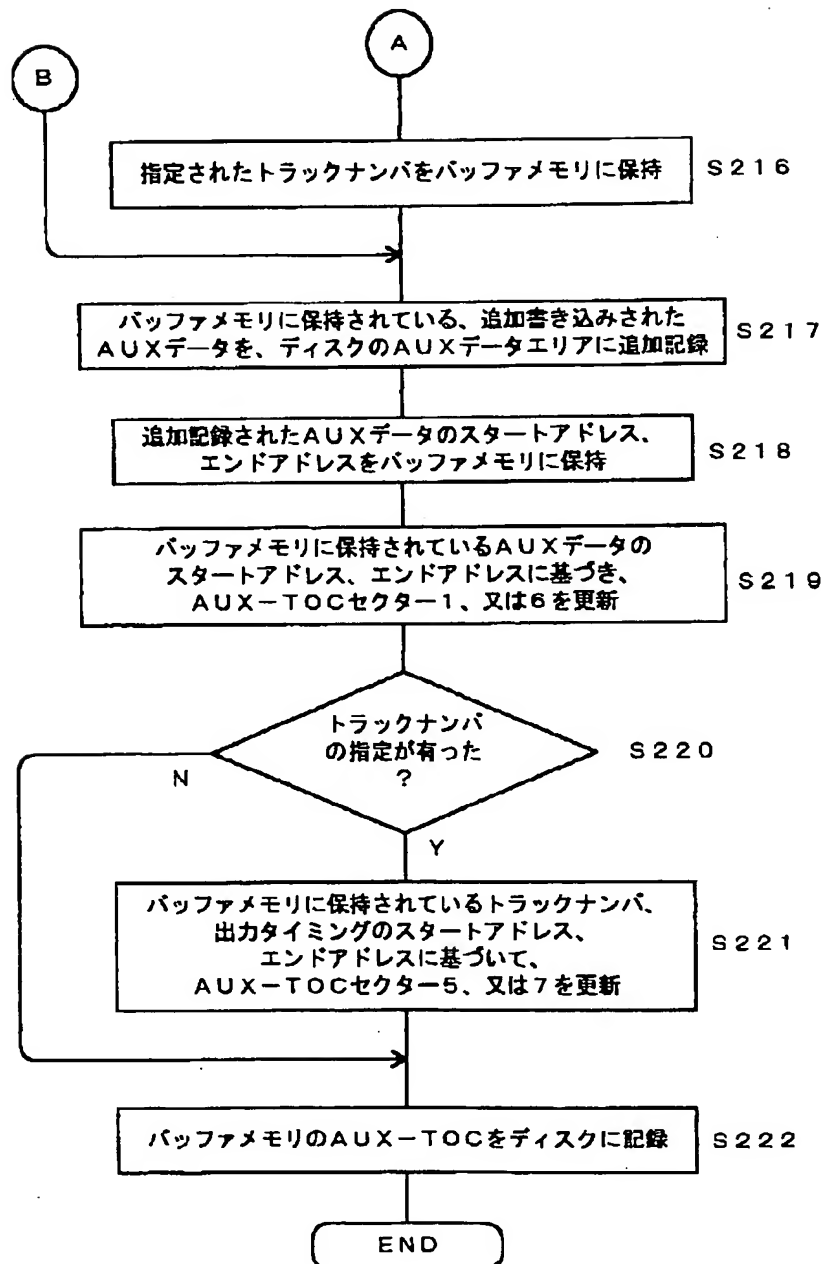 A
B
指定されたトラックナンバをバッファメモリに保持
S216
バッファメモリに保持されている、追加書き込みされた
AUXデータを、ディスクのAUXデータエリアに追加記録
S217
追加記録されたAUXデータのスタートアドレス、
エンドアドレスをバッファメモリに保持
S218
バッファメモリに保持されているAUXデータの
スタートアドレス、エンドアドレスに基づき、
AUX-TOCセクター1、又は6を更新
S219
トラックナンバ
の指定が有った
?
S220
N
Y
バッファメモリに保持されているトラックナンバ、
出力タイミングのスタートアドレス、
エンドアドレスに基づいて、
AUX-TOCセクター5、又は7を更新
S221
バッファメモリのAUX-TOCをディスクに記録
S222
END